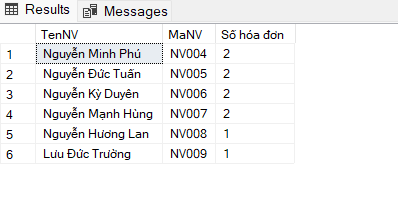 Results Messages
TenNV MaNV Số hóa đơn
1 Nguyễn Minh Phú NV004 2
2 Nguyễn Đức Tuấn NV005 2
3 Nguyễn Kỳ Duyên NV006 2
4 Nguyễn Mạnh Hùng NV007 2
5 Nguyễn Hương Lan NV008 1
6 Lưu Đức Trường NV009 1